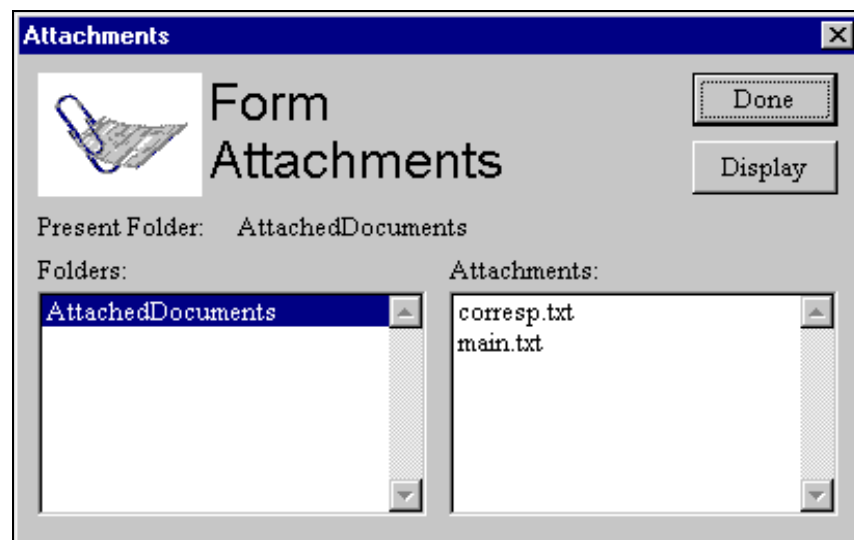 Attachments
Form
Attachments
Done
Display
Present Folder: AttachedDocuments
Folders:
AttachedDocuments
Attachments:
corresp.txt
main.txt